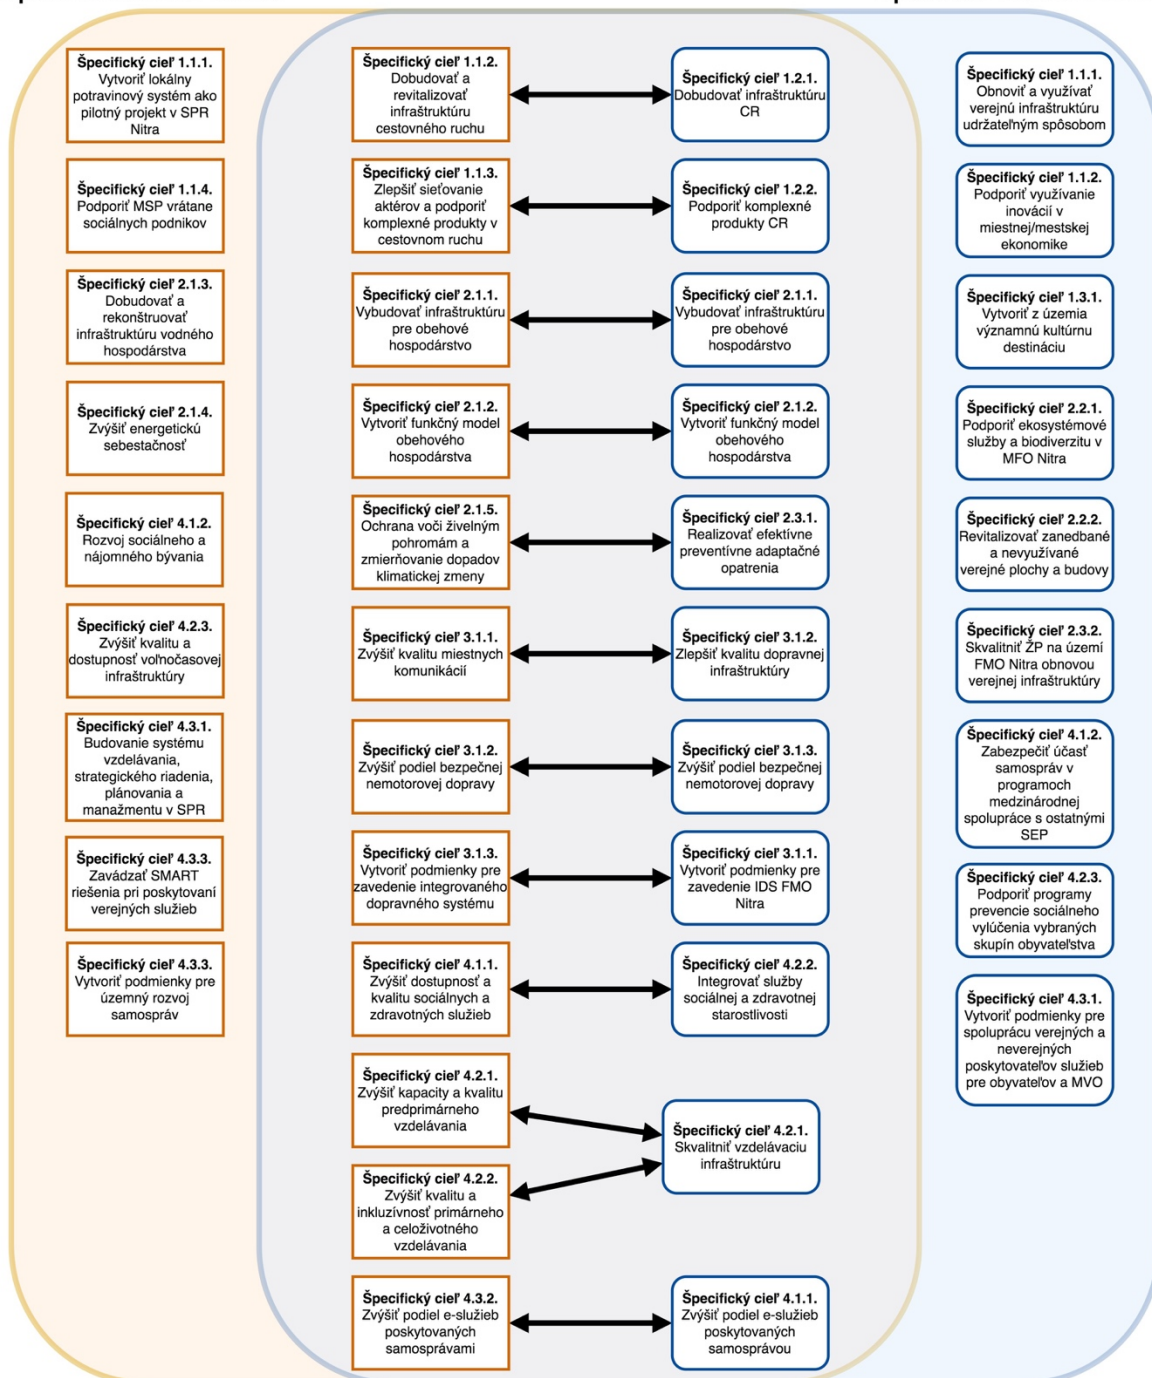 Špecifický cieľ 1.1.1.
Vytvoriť lokálny
potravinový systém ako
pilotný projekt v SPR
Nitra
Špecifický cieľ 1.1.4.
Podporiť MSP vrátane
sociálnych podnikov
Špecifický cieľ 2.1.3.
Dobudovať a
rekonštruovať
infraštruktúru vodného
hospodárstva
Špecifický cieľ 2.1.4.
Zvýšiť energetickú
sebestačnosť
Špecifický cieľ 4.1.2.
Rozvoj sociálneho a
nájomného bývania
Špecifický cieľ 4.2.3.
Zvýšiť kvalitu a
dostupnosť voľnočasovej
infraštruktúry
Špecifický cieľ 4.3.1.
Budovanie systému
vzdelávania,
strategického riadenia,
plánovania a
manažmentu v SPR
Špecifický cieľ 4.3.3.
Zavádzať SMART
riešenia pri poskytovaní
verejných služieb
Špecifický cieľ 4.3.3.
Vytvoriť podmienky pre
územný rozvoj
samospráv
Špecifický cieľ 1.1.2.
Dobudovať a
revitalizovať
infraštruktúru
cestovného ruchu
Špecifický cieľ 1.1.3.
Zlepšiť sieťovanie
aktérov a podporiť
komplexné produkty v
cestovnom ruchu
Špecifický cieľ 2.1.1.
Vybudovať infraštruktúru
pre obehové
hospodárstvo
Špecifický cieľ 2.1.2.
Vytvoriť funkčný model
obehového
hospodárstva
Špecifický cieľ 2.1.5.
Ochrana voči živelným
pohromám a
zmierňovanie dopadov
klimatickej zmeny
Špecifický cieľ 3.1.1.
Zvýšiť kvalitu miestnych
komunikácií
Špecifický cieľ 3.1.2.
Zvýšiť podiel bezpečnej
nemotorovej dopravy
Špecifický cieľ 3.1.3.
Vytvoriť podmienky pre
zavedenie integrovaného
dopravného systému
Špecifický cieľ 4.1.1.
Zvýšiť dostupnosť a
kvalitu sociálnych a
zdravotných služieb
Špecifický cieľ 4.2.1.
Zvýšiť kapacity a kvalitu
predprimárneho
vzdelávania
Špecifický cieľ 4.2.2.
Zvýšiť kvalitu a
inkluzívnosť primárneho
a celoživotného
vzdelávania
Špecifický cieľ 4.3.2.
Zvýšiť podiel e-služieb
poskytovaných
samosprávami
Špecifický cieľ 1.2.1.
Dobudovať infraštruktúru
CR
Špecifický cieľ 1.2.2.
Podporiť komplexné
produkty CR
Špecifický cieľ 2.1.1.
Vybudovať infraštruktúru
pre obehové
hospodárstvo
Špecifický cieľ 2.1.2.
Vytvoriť funkčný model
obehového
hospodárstva
Špecifický cieľ 2.3.1.
Realizovať efektívne
preventívne adaptačné
opatrenia
Špecifický cieľ 3.1.2.
Zlepšiť kvalitu dopravnej
infraštruktúry
Špecifický cieľ 3.1.3.
Zvýšiť podiel bezpečnej
nemotorovej dopravy
Špecifický cieľ 3.1.1.
Vytvoriť podmienky pre
zavedenie IDS FMO
Nitra
Špecifický cieľ 4.2.2.
Integrovať služby
sociálnej a zdravotnej
starostlivosti
Špecifický cieľ 4.2.1.
Skvalitniť vzdelávaciu
infraštruktúru
Špecifický cieľ 4.1.1.
Zvýšiť podiel e-služieb
poskytovaných
samosprávou
Špecifický cieľ 1.1.1.
Obnoviť a využívať
verejnú infraštruktúru
udržateľným spôsobom
Špecifický cieľ 1.1.2.
Podporiť využívanie
inovácií v
miestnej/mestskej
ekonomike
Špecifický cieľ 1.3.1.
Vytvoriť z územia
významnú kultúrnu
destináciu
Špecifický cieľ 2.2.1.
Podporiť ekosystémové
služby a biodiverzitu v
MFO Nitra
Špecifický cieľ 2.2.2.
Revitalizovať zanedbané
a nevyužívané
verejné plochy a budovy
Špecifický cieľ 2.3.2.
Skvalitniť ŽP na území
FMO Nitra obnovou
verejnej infraštruktúry
Špecifický cieľ 4.1.2.
Zabezpečiť účasť
samospráv v
programoch
medzinárodnej
spolupráce s ostatnými
SEP
Špecifický cieľ 4.2.3.
Podporiť programy
prevencie sociálneho
vylúčenia vybraných
skupín obyvateľstva
Špecifický cieľ 4.3.1.
Vytvoriť podmienky pre
spoluprácu verejných a
neverejných
poskytovateľov služieb
pre obyvateľov a MVO